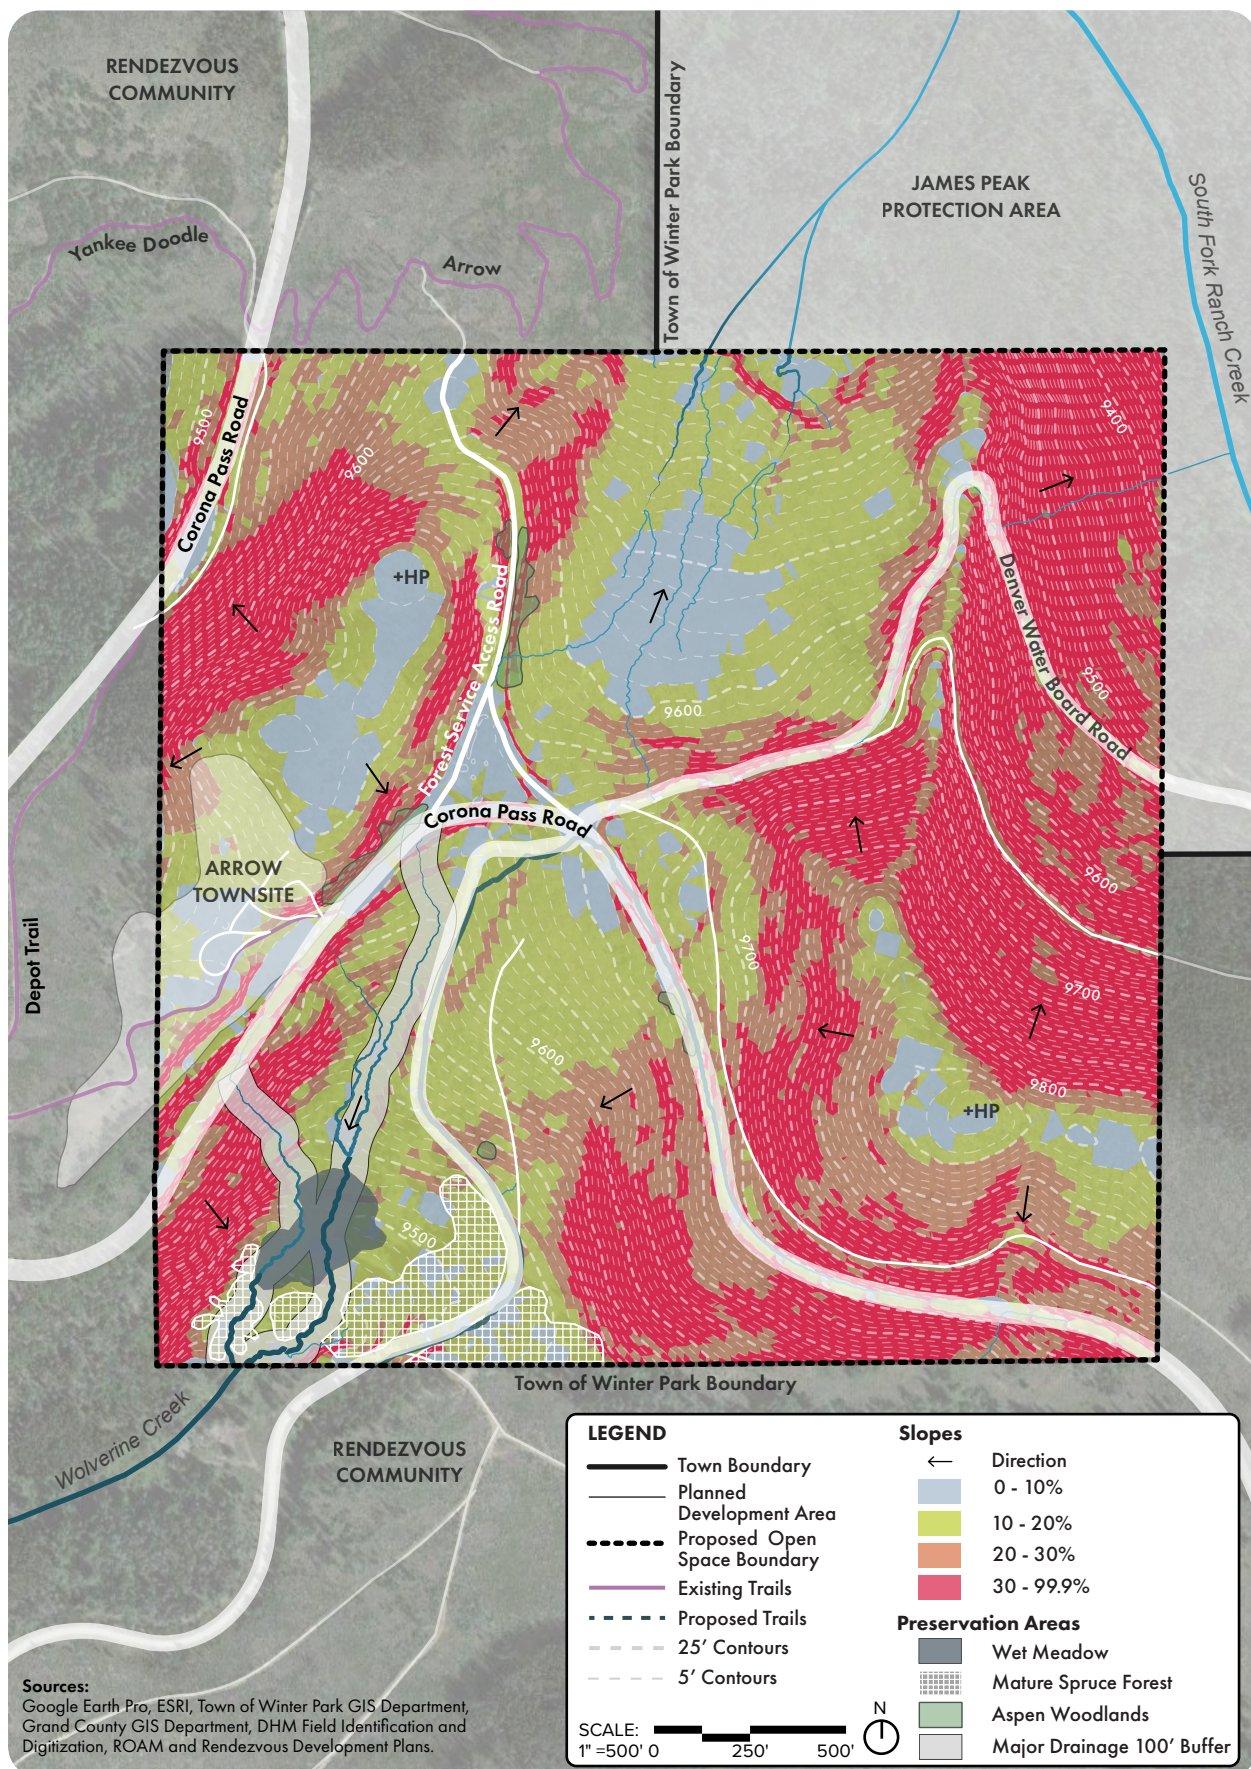 RENDEZVOUS
COMMUNITY
Town of Winter Park Boundary
JAMES PEAK
PROTECTION AREA
South Fork Ranch Creek
Yankee Doodle
Arrow
9500
Corona Pass Road
9600
9400
+HP
Forest Service Access Road
Denver Water Board Road
9500
9600
Corona Pass Road
ARROW
TOWNSITE
9600
Depot Trail
9700
9700
9600
9800
+HP
9500
Town of Winter Park Boundary
Wolverine Creek
RENDEZVOUS
COMMUNITY
LEGEND
Town Boundary
Planned
Development Area
Proposed Open
Space Boundary
Existing Trails
Proposed Trails
25' Contours
5' Contours
SCALE:
1" =500' 0 250' 500'
N
Slopes
Direction
0 - 10%
10 - 20%
20 - 30%
30 - 99.9%
Preservation Areas
Wet Meadow
Mature Spruce Forest
Aspen Woodlands
Major Drainage 100' Buffer
Sources:
Google Earth Pro, ESRI, Town of Winter Park GIS Department,
Grand County GIS Department, DHM Field Identification and
Digitization, ROAM and Rendezvous Development Plans.